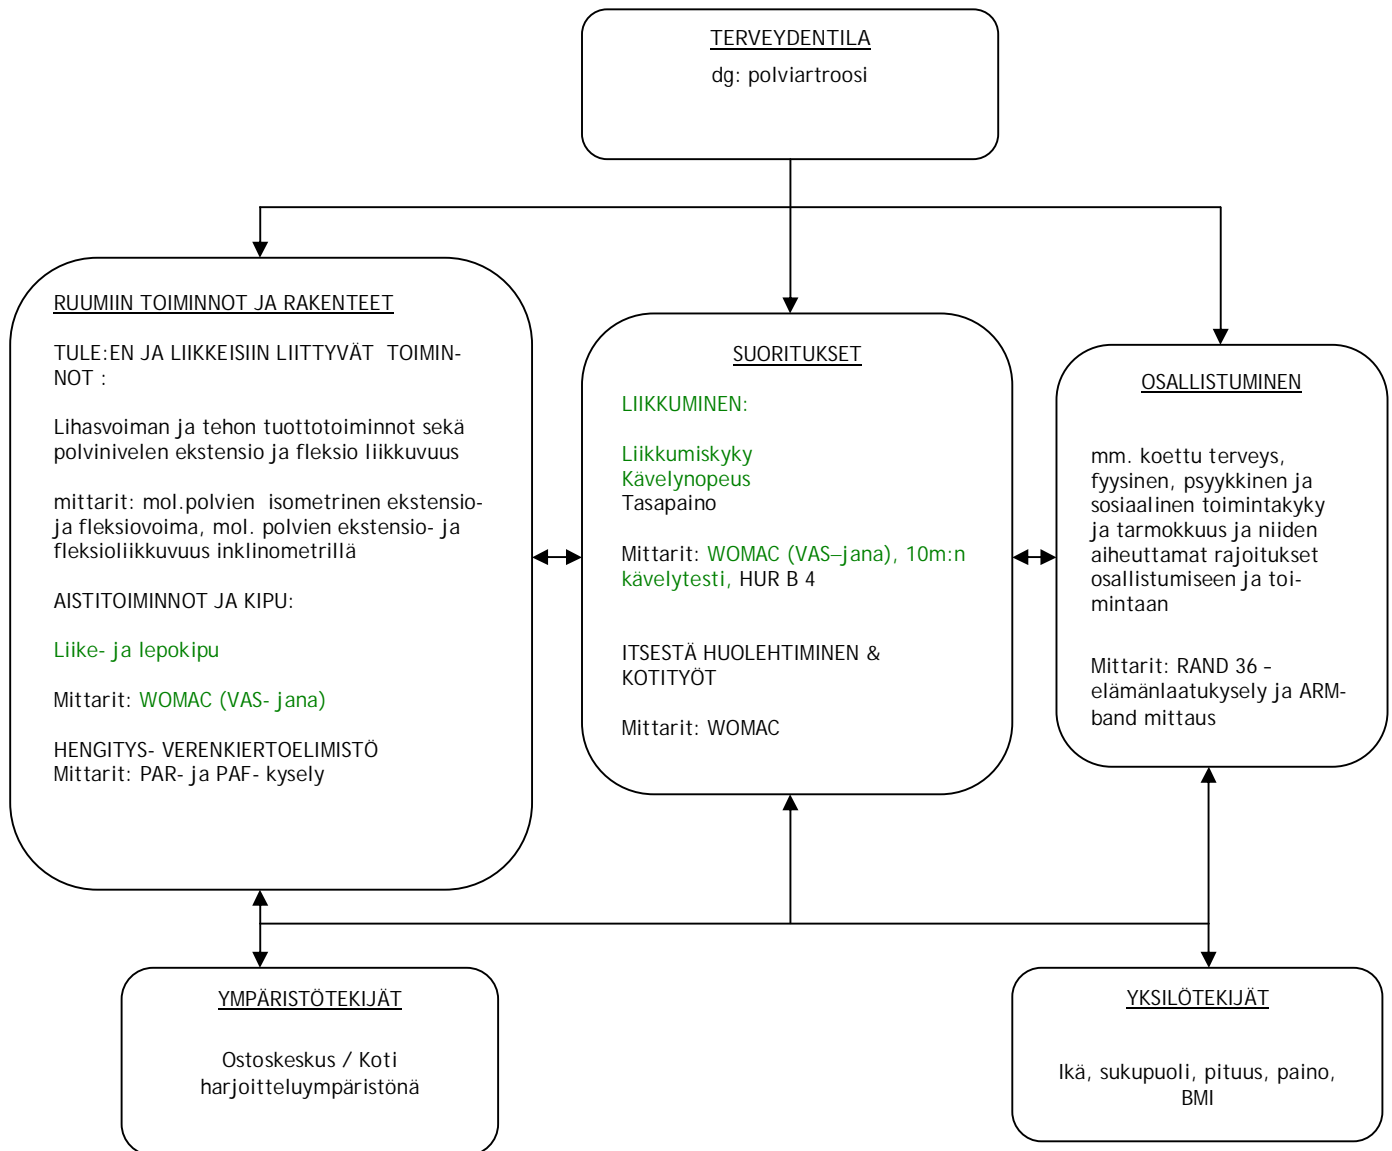 TERVEYDENTILA
dg: polviartroosi
RUUMIIN TOIMINNOT JA RAKENTEET
TULE:EN JA LIIKKEISIIN LIITTYVÄT TOIMIN-
NOT :
Lihasvoiman ja tehon tuottotoiminnot sekä
polvinivelen ekstensio ja fleksio liikkuvuus
mittarit: mol.polvien isometrinen ekstensio-
ja fleksiovoima, mol. polvien ekstensio- ja
fleksioliikkuvuus inklinometrillä
AISTITOIMINNOT JA KIPU:
Liike- ja lepokipu
Mittarit: WOMAC (VAS- jana)
HENGITYS- VERENKIERTOELIMISTÖ
Mittarit: PAR- ja PAF- kysely
SUORITUKSET
LIIKKUMINEN:
Liikkumiskyky
Kävelynopeus
Tasapaino
Mittarit: WOMAC (VAS–jana), 10m:n
kävelytesti, HUR B 4
ITSESTÄ HUOLEHTIMINEN &
KOTITYÖT
Mittarit: WOMAC
OSALLISTUMINEN
mm. koettu terveys,
fyysinen, psyykkinen ja
sosiaalinen toimintakyky
ja tarmokkuus ja niiden
aiheuttamat rajoitukset
osallistumiseen ja toi-
mintaan
Mittarit: RAND 36 –
elämänlaatukysely ja ARM-
band mittaus
YMPÄRISTÖTEKIJÄT
Ostoskeskus / Koti
harjoitteluympäristönä
YKSILÖTEKIJÄT
Ikä, sukupuoli, pituus, paino,
BMI